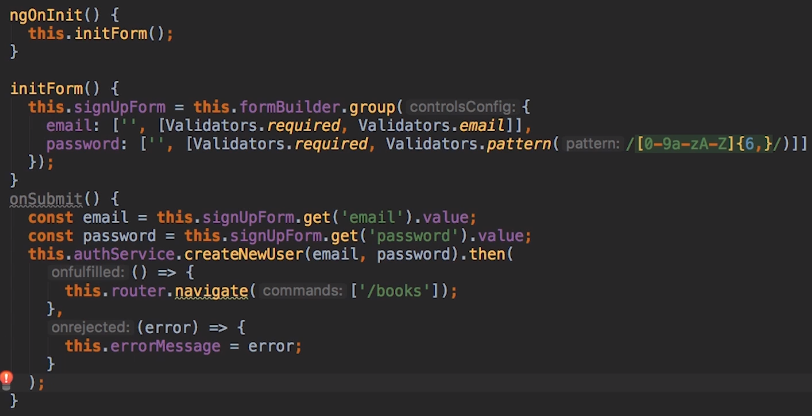 ngOnInit() {
  this.initForm();
}

initForm() {
  this.signUpForm = this.formBuilder.group( controlsConfig: {
    email: ['', [Validators.required, Validators.email]],
    password: ['', [Validators.required, Validators.pattern( pattern: /[0-9a-zA-Z]{6,}/)]]
  });
}
onSubmit() {
  const email = this.signUpForm.get('email').value;
  const password = this.signUpForm.get('password').value;
  this.authService.createNewUser(email, password).then(
    onfulfilled: () => {
      this.router.navigate( commands: ['/books']);
    },
    onrejected: (error) => {
      this.errorMessage = error;
    }
  );
}